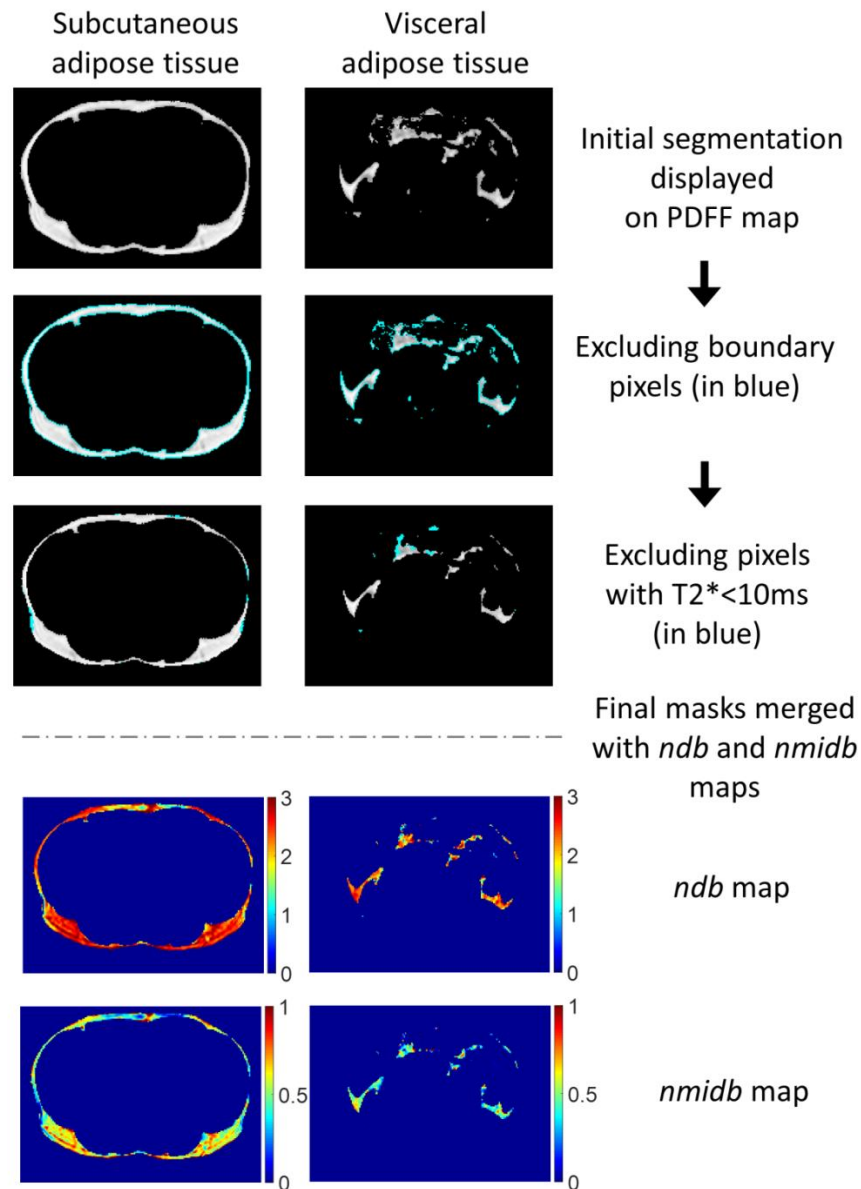 Subcutaneous
adipose tissue
Visceral
adipose tissue
Initial segmentation
displayed
on PDFF map
Excluding boundary
pixels (in blue)
Excluding pixels
with T2*<10ms
(in blue)
Final masks merged
with ndb and nmidb
maps
3
2
1
0
3
2
1
0
ndb map
1
0.5
0
1
0.5
0
nmidb map